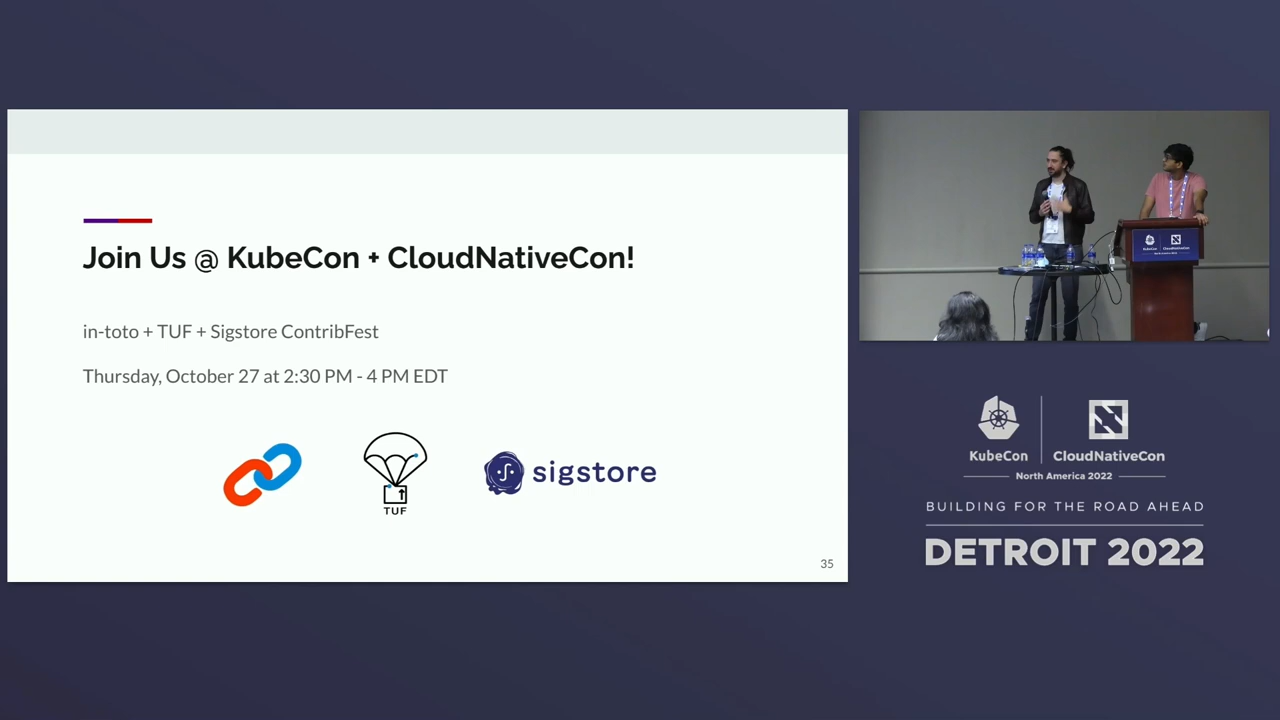 Join Us @ KubeCon + CloudNativeCon!
in-toto + TUF + Sigstore ContribFest
Thursday, October 27 at 2:30 PM - 4 PM EDT
TUF
sigstore
35
KubeCon
CloudNativeCon
North America 2022
BUILDING FOR THE ROAD AHEAD
DETROIT 2022